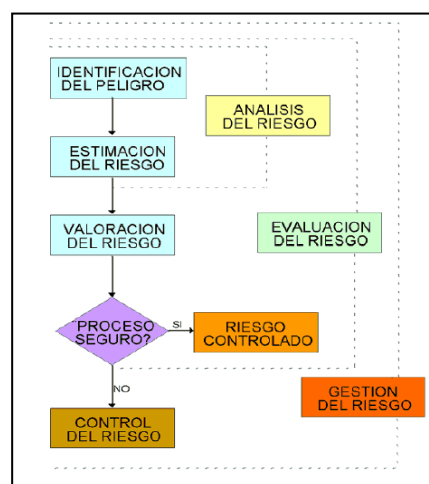 IDENTIFICACION
DEL PELIGRO
ANALISIS
DEL RIESGO
ESTIMACION
DEL RIESGO
VALORACION
DEL RIESGO
EVALUACION
DEL RIESGO
¿PROCESO
SEGURO?
SI
RIESGO
CONTROLADO
NO
GESTION
DEL RIESGO
CONTROL
DEL RIESGO